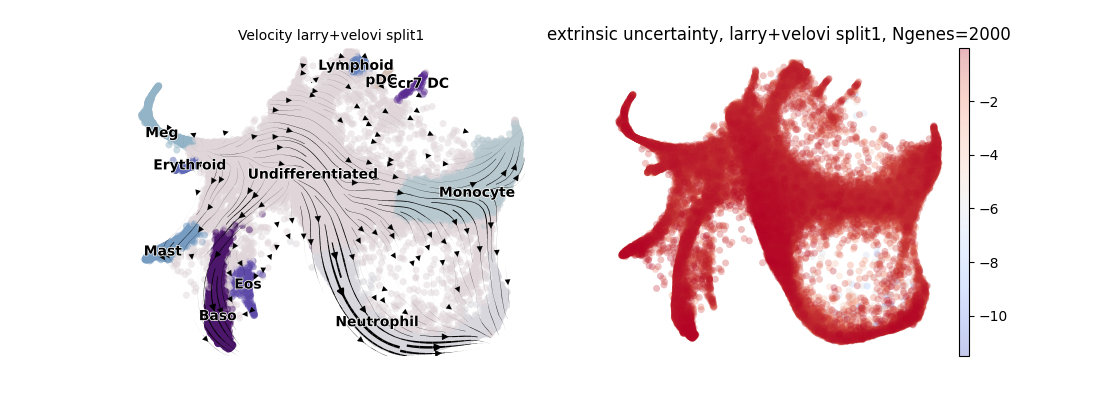 Velocity larry+velovi split1
extrinsic uncertainty, larry+velovi split1, Ngenes=2000
Lymphoid
pDC
Ccr7 DC
Meg
Erythroid
Undifferentiated
Monocyte
Mast
Eos
Baso
Neutrophil
−2
−4
−6
−8
−10